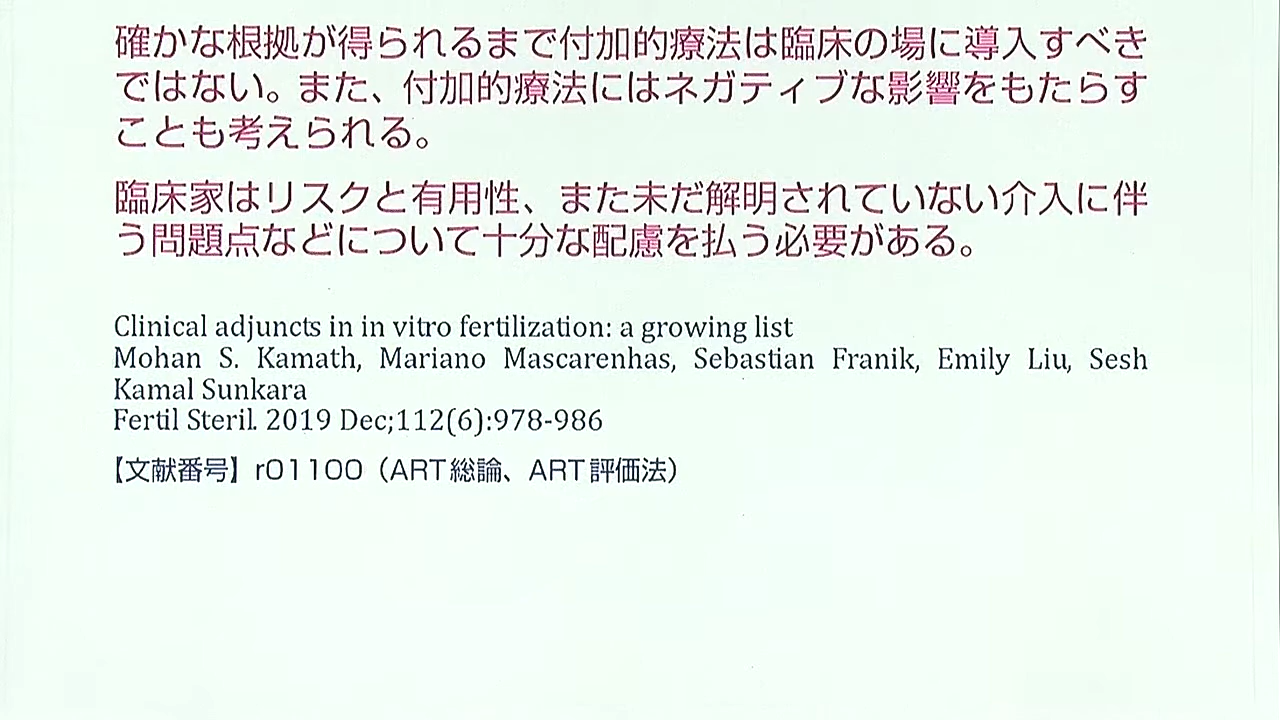 確かな根拠が得られるまで付加的療法は臨床の場に導入すべき
ではない。また、付加的療法にはネガティブな影響をもたらす
ことも考えられる。
臨床家はリスクと有用性、また未だ解明されていない介入に伴
う問題点などについて十分な配慮を払う必要がある。
Clinical adjuncts in in vitro fertilization: a growing list
Mohan S. Kamath, Mariano Mascarenhas, Sebastian Franik, Emily Liu, Sesh
Kamal Sunkara
Fertil Steril. 2019 Dec;112(6):978-986
【文献番号】r01100（ART総論、ART評価法）